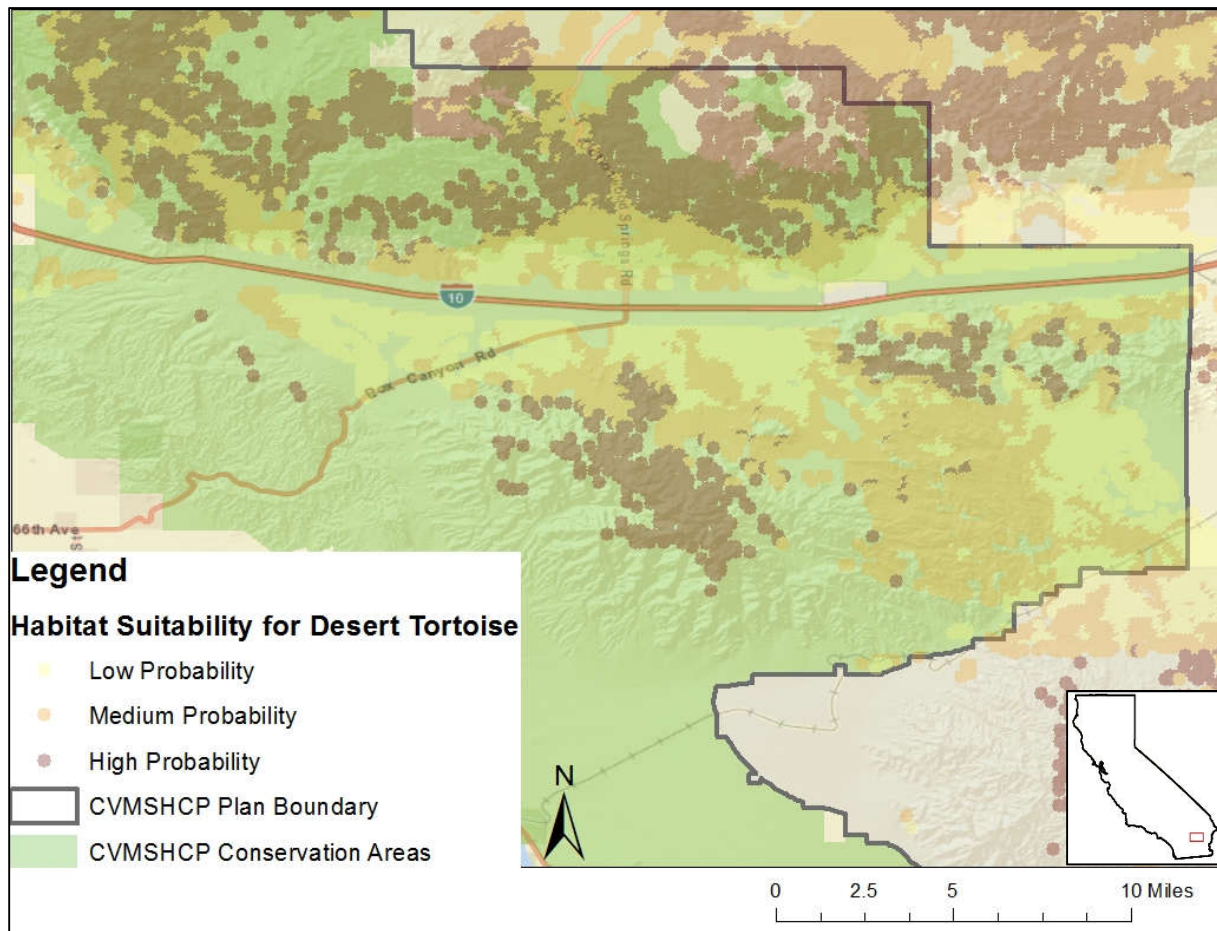 10
Box Canyon Rd
66th Ave
Legend
Habitat Suitability for Desert Tortoise
Low Probability
Medium Probability
High Probability
CVMSHCP Plan Boundary
CVMSHCP Conservation Areas
N
0 2.5 5 10 Miles